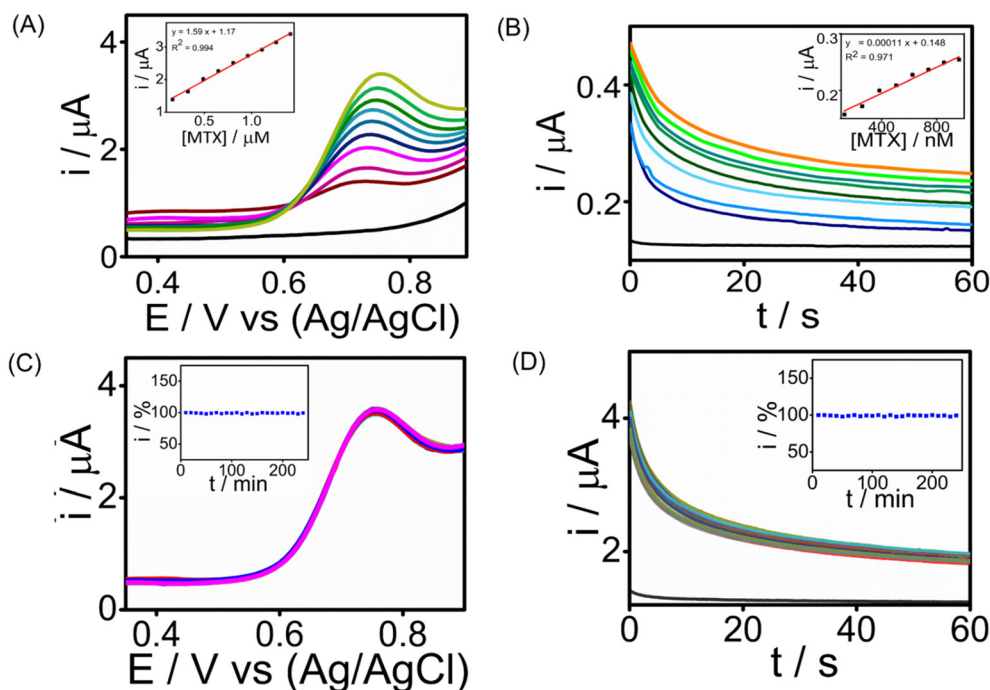 (A)
4
2
0
i / μA
0.4
0.6
0.8
E / V vs (Ag/AgCl)
y = 1.59 x + 1.17
R2 = 0.994
3
2
1
i / μA
0.5
1.0
[MTX] / μM
(B)
0.4
0.2
i / μA
0
20
40
60
t / s
y = 0.00011 x + 0.148
R2 = 0.971
0.3
0.2
i / μA
400
800
[MTX] / nM
(C)
4
2
0
i / μA
0.4
0.6
0.8
E / V vs (Ag/AgCl)
150
100
50
i / %
0
100
200
t / min
(D)
4
2
i / μA
0
20
40
60
t / s
150
100
50
i / %
0
100
200
t / min